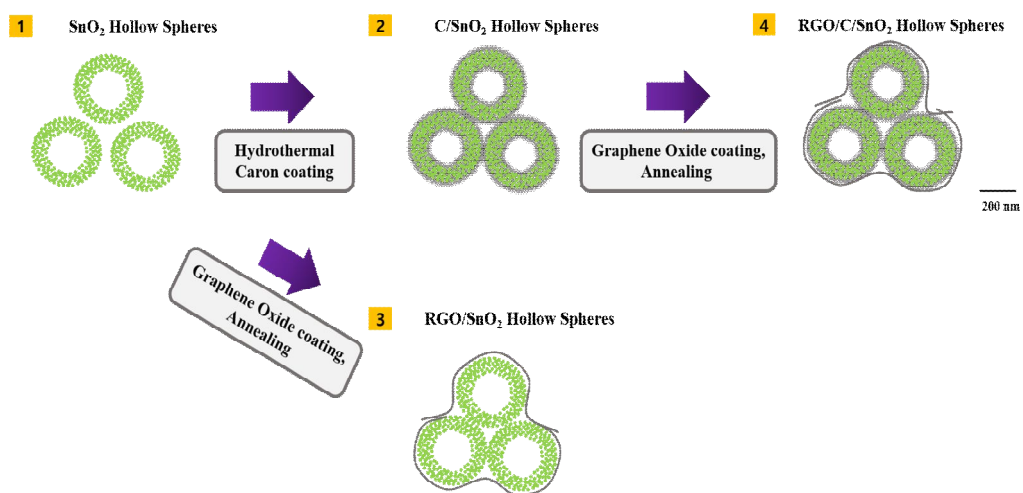 1
SnO₂ Hollow Spheres
2
C/SnO₂ Hollow Spheres
4
RGO/C/SnO₂ Hollow Spheres
Hydrothermal
Caron coating
Graphene Oxide coating,
Annealing
200 nm
Graphene Oxide coating,
Annealing
3
RGO/SnO₂ Hollow Spheres